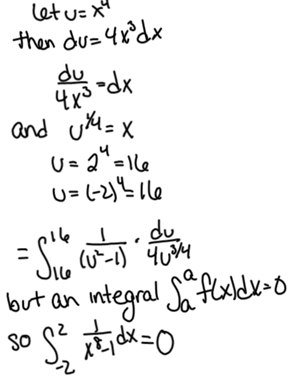 let u = x⁴
then du = 4x³dx
du/4x³ = dx
and u^1/4 = x
u = 2⁴ = 16
u = (-2)⁴ = 16
= ∫₁₆¹⁶ 1/(u²-1) · du/4u^3/4
but an integral ∫ₐᵃ f(x)dx = 0
so ∫₋₂² 1/x⁸-1 dx = 0